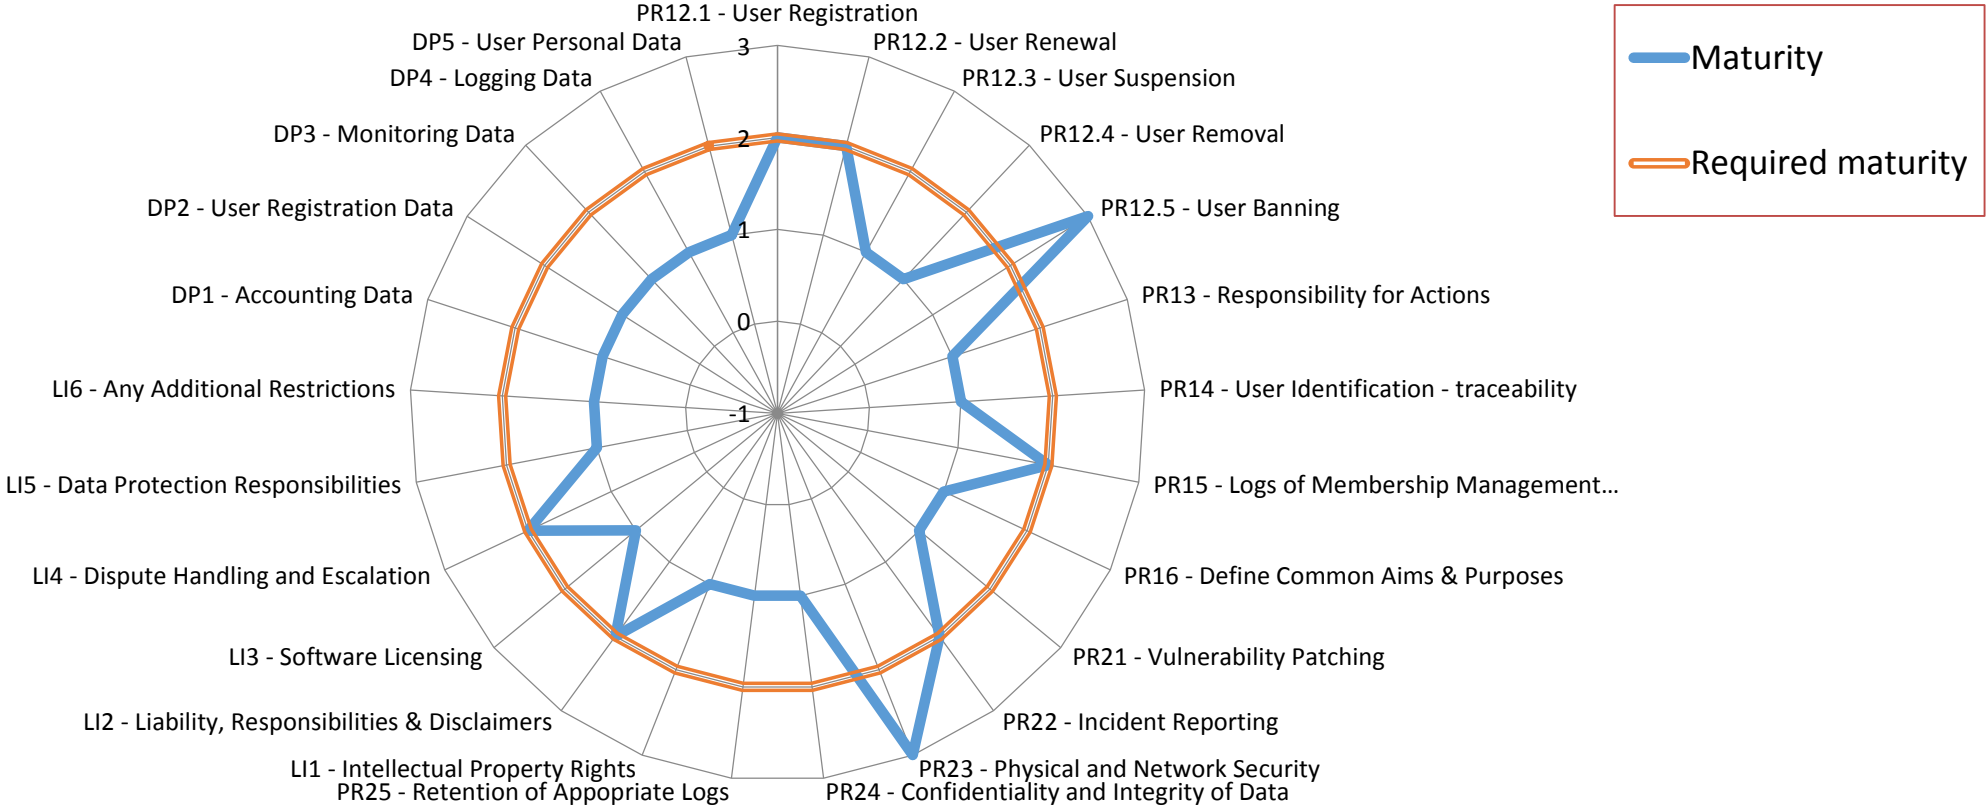 PR12.1 - User Registration
PR12.2 - User Renewal
PR12.3 - User Suspension
PR12.4 - User Removal
PR12.5 - User Banning
PR13 - Responsibility for Actions
PR14 - User Identification - traceability
PR15 - Logs of Membership Management...
PR16 - Define Common Aims & Purposes
PR21 - Vulnerability Patching
PR22 - Incident Reporting
PR23 - Physical and Network Security
PR24 - Confidentiality and Integrity of Data
PR25 - Retention of Appopriate Logs
LI1 - Intellectual Property Rights
LI2 - Liability, Responsibilities & Disclaimers
LI3 - Software Licensing
LI4 - Dispute Handling and Escalation
LI5 - Data Protection Responsibilities
LI6 - Any Additional Restrictions
DP1 - Accounting Data
DP2 - User Registration Data
DP3 - Monitoring Data
DP4 - Logging Data
DP5 - User Personal Data
3
2
1
0
-1
Maturity
Required maturity